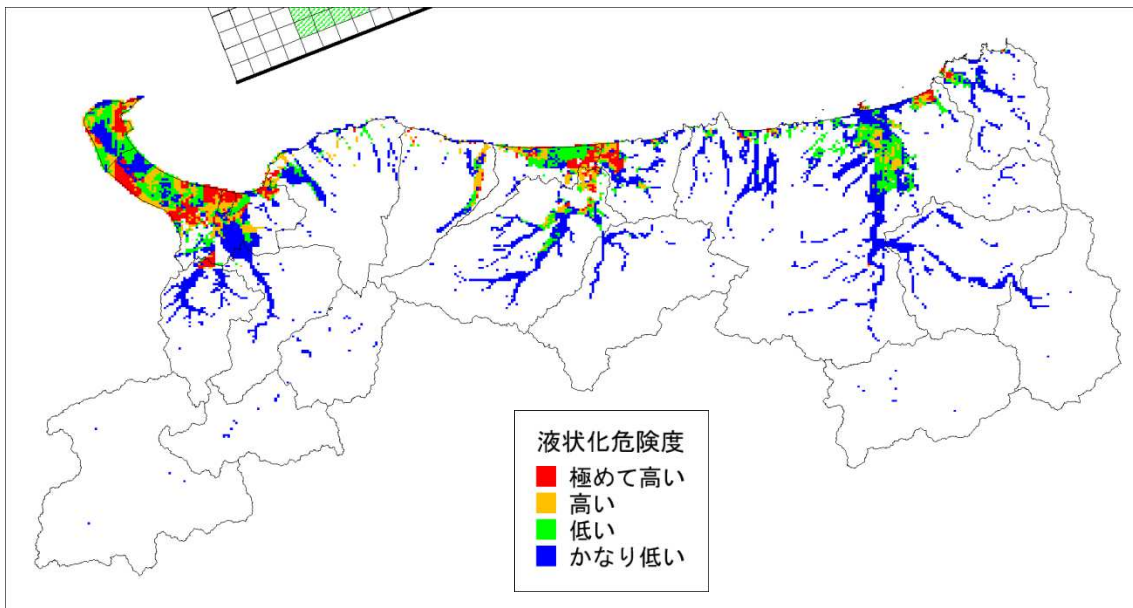 液状化危険度
極めて高い
高い
低い
かなり低い